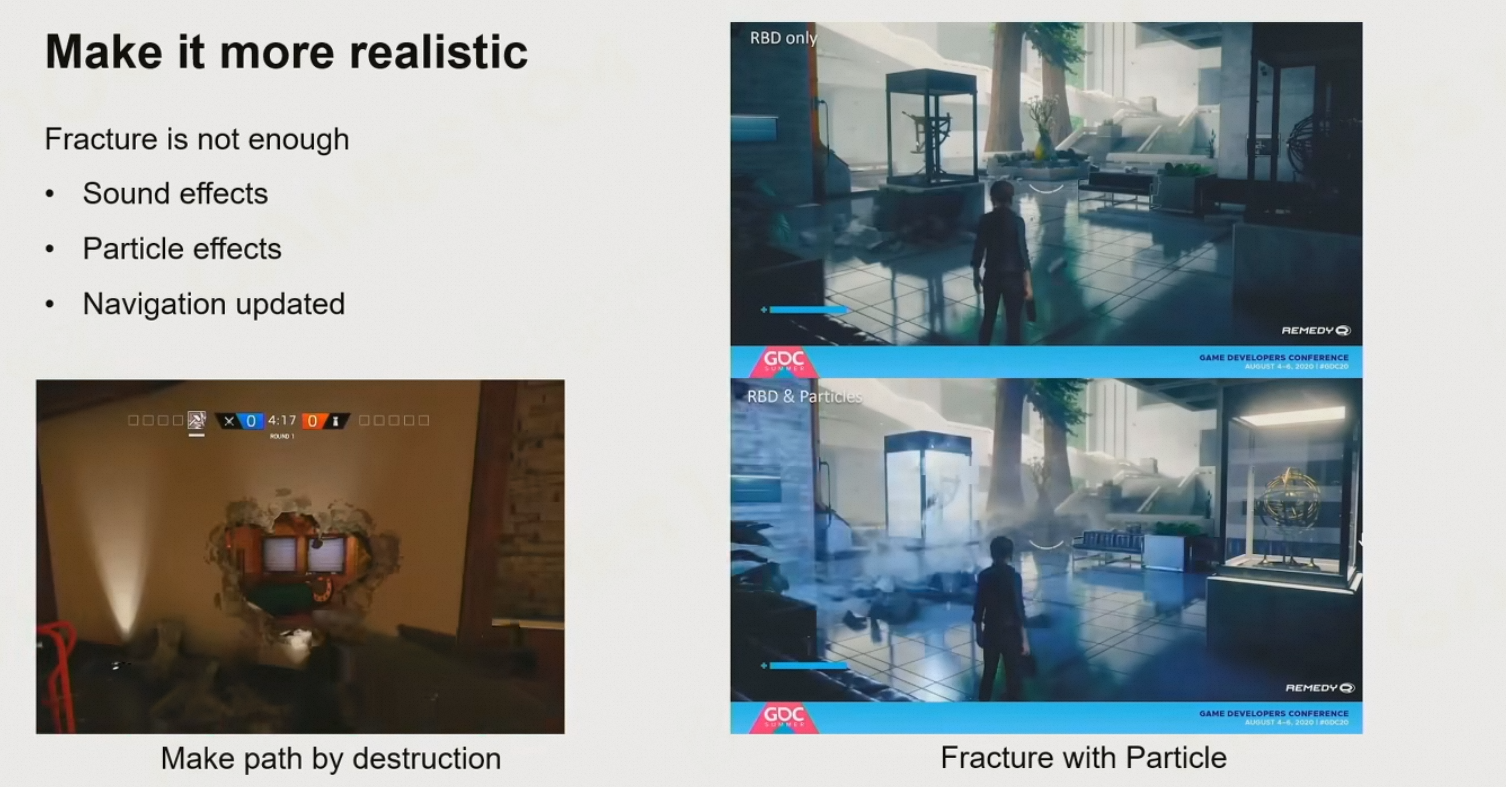 Make it more realistic
Fracture is not enough
• Sound effects
• Particle effects
• Navigation updated
0 4:17 0
ROUND 1
Make path by destruction
RBD only
REMEDY
GDC
SUMMER
GAME DEVELOPERS CONFERENCE
AUGUST 4-6, 2020 | #GDC20
RBD & Particles
REMEDY
GDC
SUMMER
GAME DEVELOPERS CONFERENCE
AUGUST 4-6, 2020 | #GDC20
Fracture with Particle